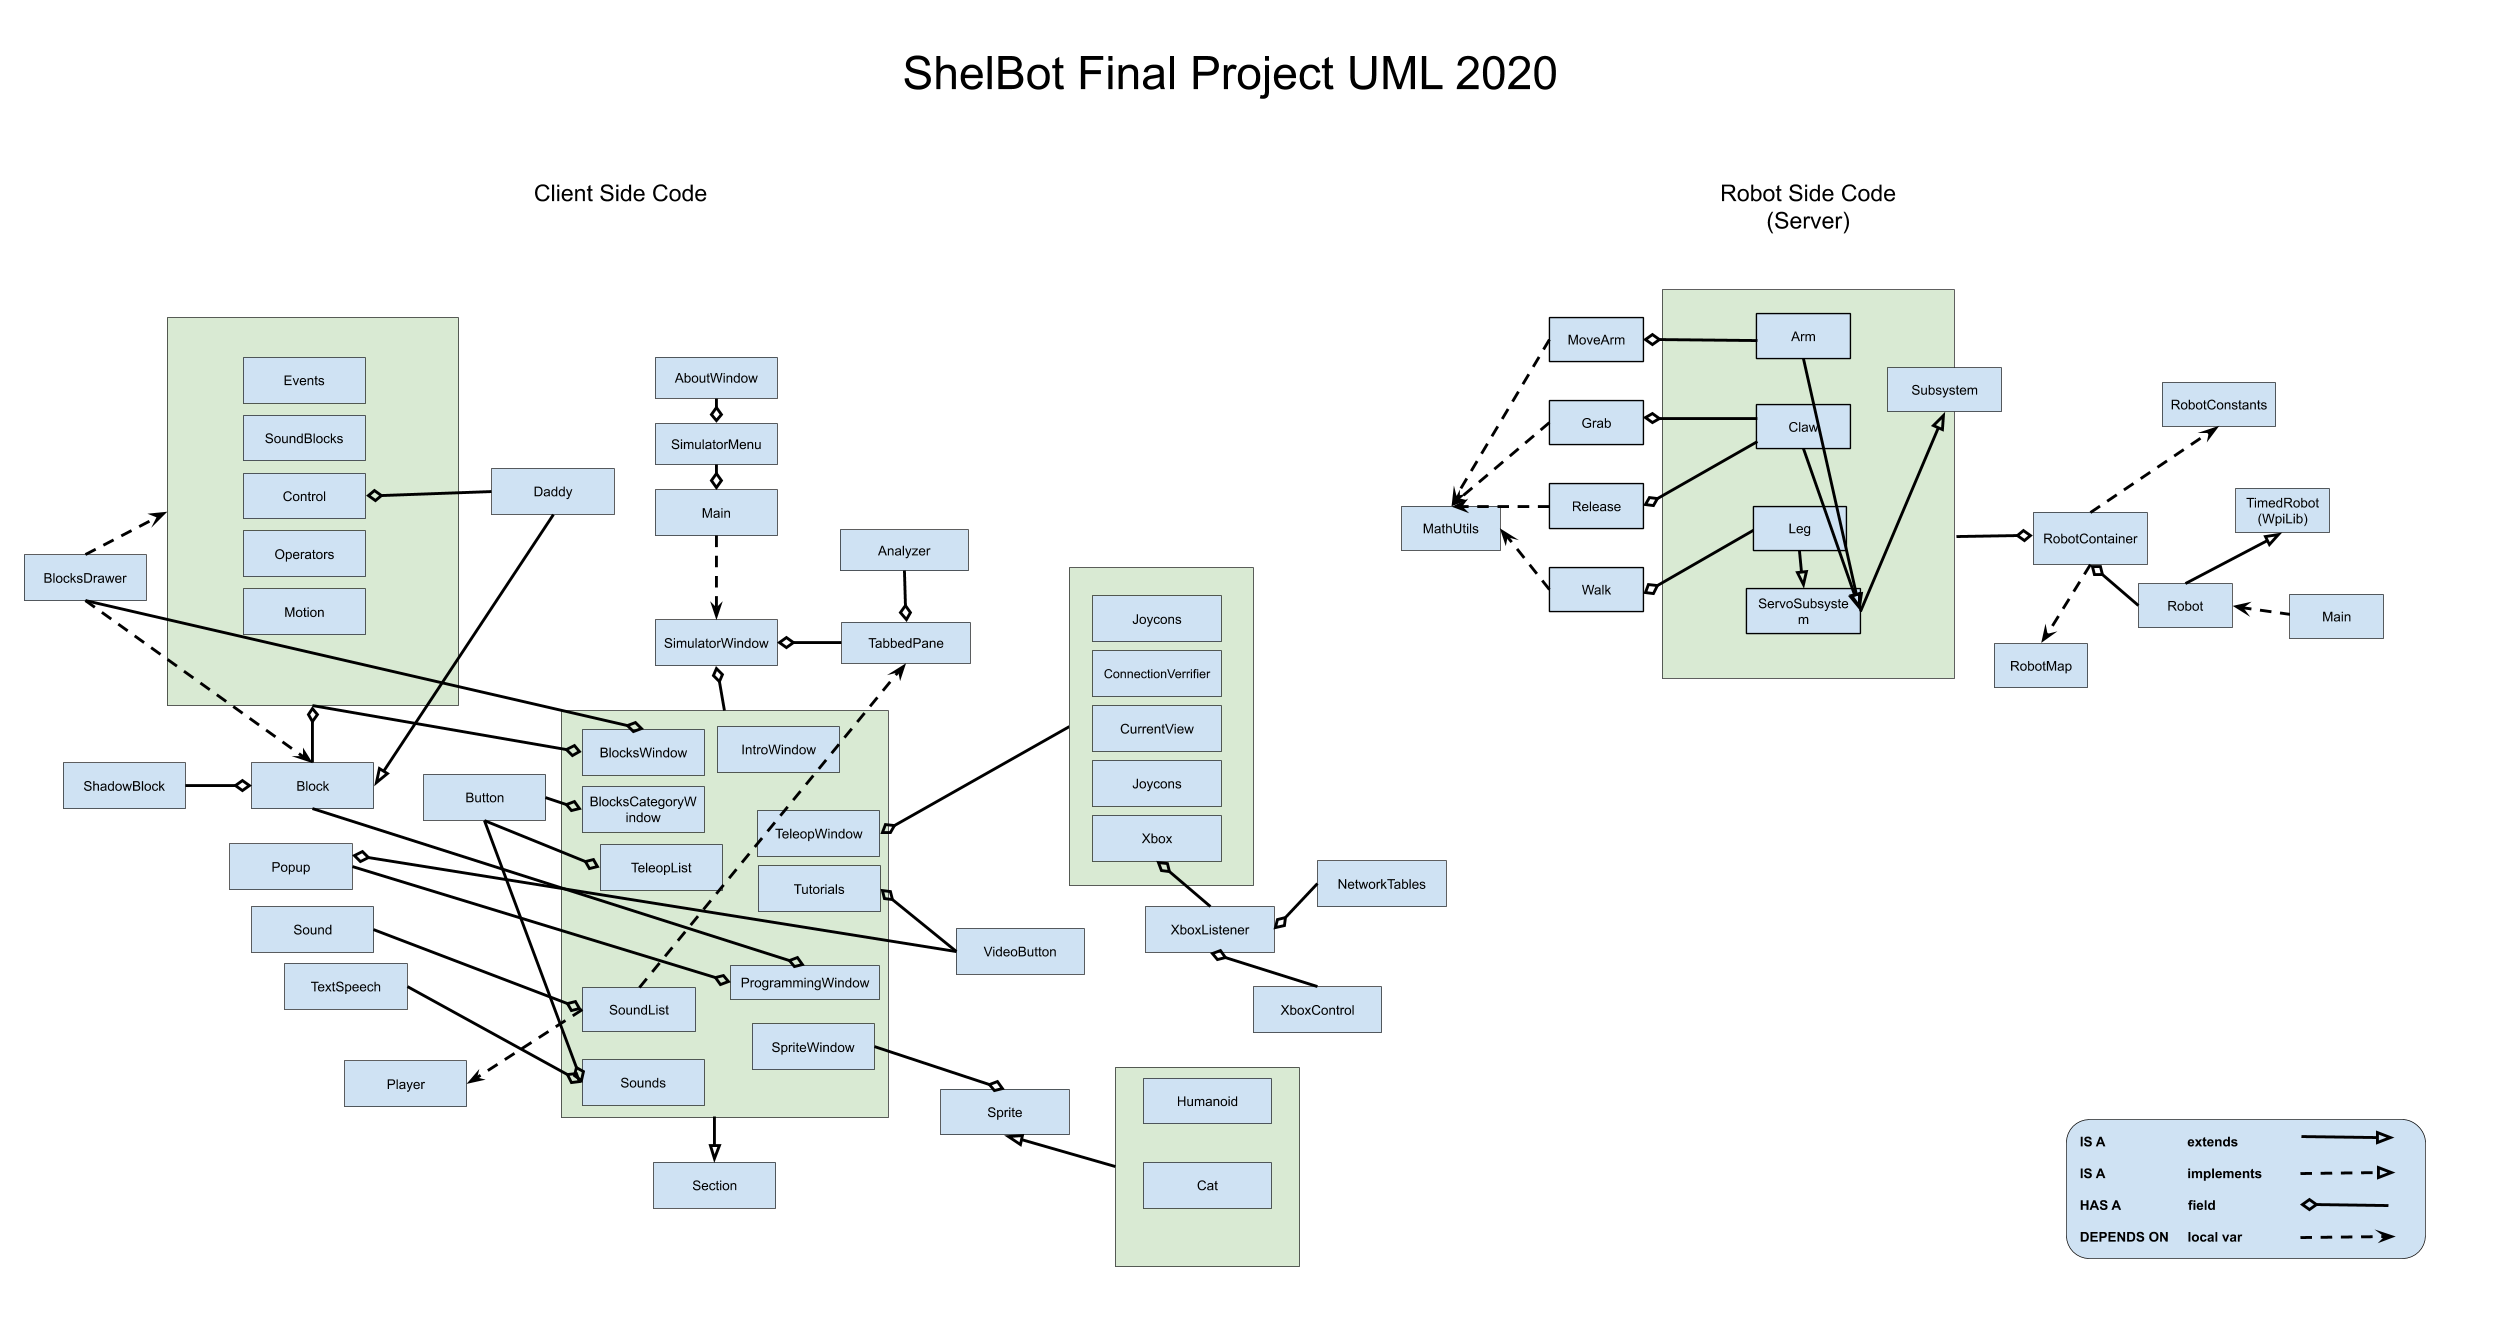 ShelBot Final Project UML 2020
Client Side Code
Robot Side Code
(Server)
Events
SoundBlocks
Control
Operators
Motion
Daddy
BlocksDrawer
ShadowBlock
Block
AboutWindow
SimulatorMenu
Main
Analyzer
SimulatorWindow
TabbedPane
BlocksWindow
IntroWindow
Button
BlocksCategoryW
indow
TeleopWindow
Popup
TeleopList
Tutorials
Sound
VideoButton
TextSpeech
ProgrammingWindow
SoundList
SpriteWindow
Player
Sounds
Section
Joycons
ConnectionVerrifier
CurrentView
Joycons
Xbox
NetworkTables
XboxListener
XboxControl
Sprite
Humanoid
Cat
MoveArm
Arm
Grab
Claw
Subsystem
Release
MathUtils
Leg
Walk
ServoSubsyste
m
RobotConstants
TimedRobot
(WpiLib)
RobotContainer
Robot
Main
RobotMap
IS A extends
IS A implements
HAS A field
DEPENDS ON local var